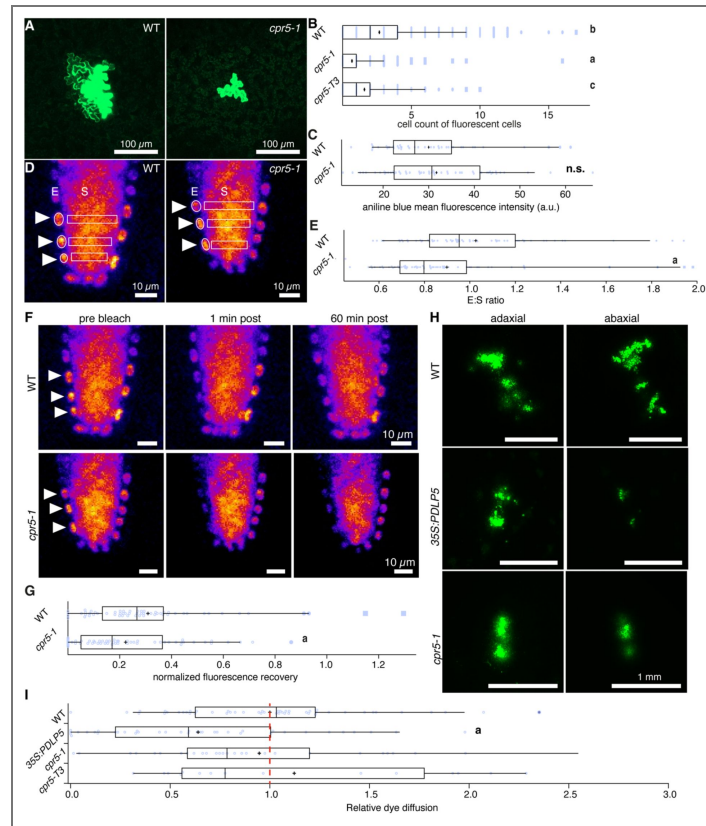 A
WT
cpr5-1
100 µm
100 µm
B
WT
b
cpr5-1
a
cpr5-T3
c
5
10
15
cell count of fluorescent cells
C
WT
cpr5-1
n.s.
20
30
40
50
60
aniline blue mean fluorescence intensity (a.u.)
D
WT
cpr5-1
E
S
E
S
10 µm
10 µm
E
WT
cpr5-1
a
0.6
0.8
1.0
1.2
1.4
1.6
1.8
2.0
E:S ratio
F
pre bleach
1 min post
60 min post
WT
10 µm
cpr5-1
10 µm
G
WT
cpr5-1
a
0.2
0.4
0.6
0.8
1.0
1.2
normalized fluorescence recovery
H
adaxial
abaxial
WT
35S:PDLP5
cpr5-1
1 mm
I
WT
35S:PDLP5
a
cpr5-1
cpr5-T3
0.0
0.5
1.0
1.5
2.0
2.5
3.0
Relative dye diffusion